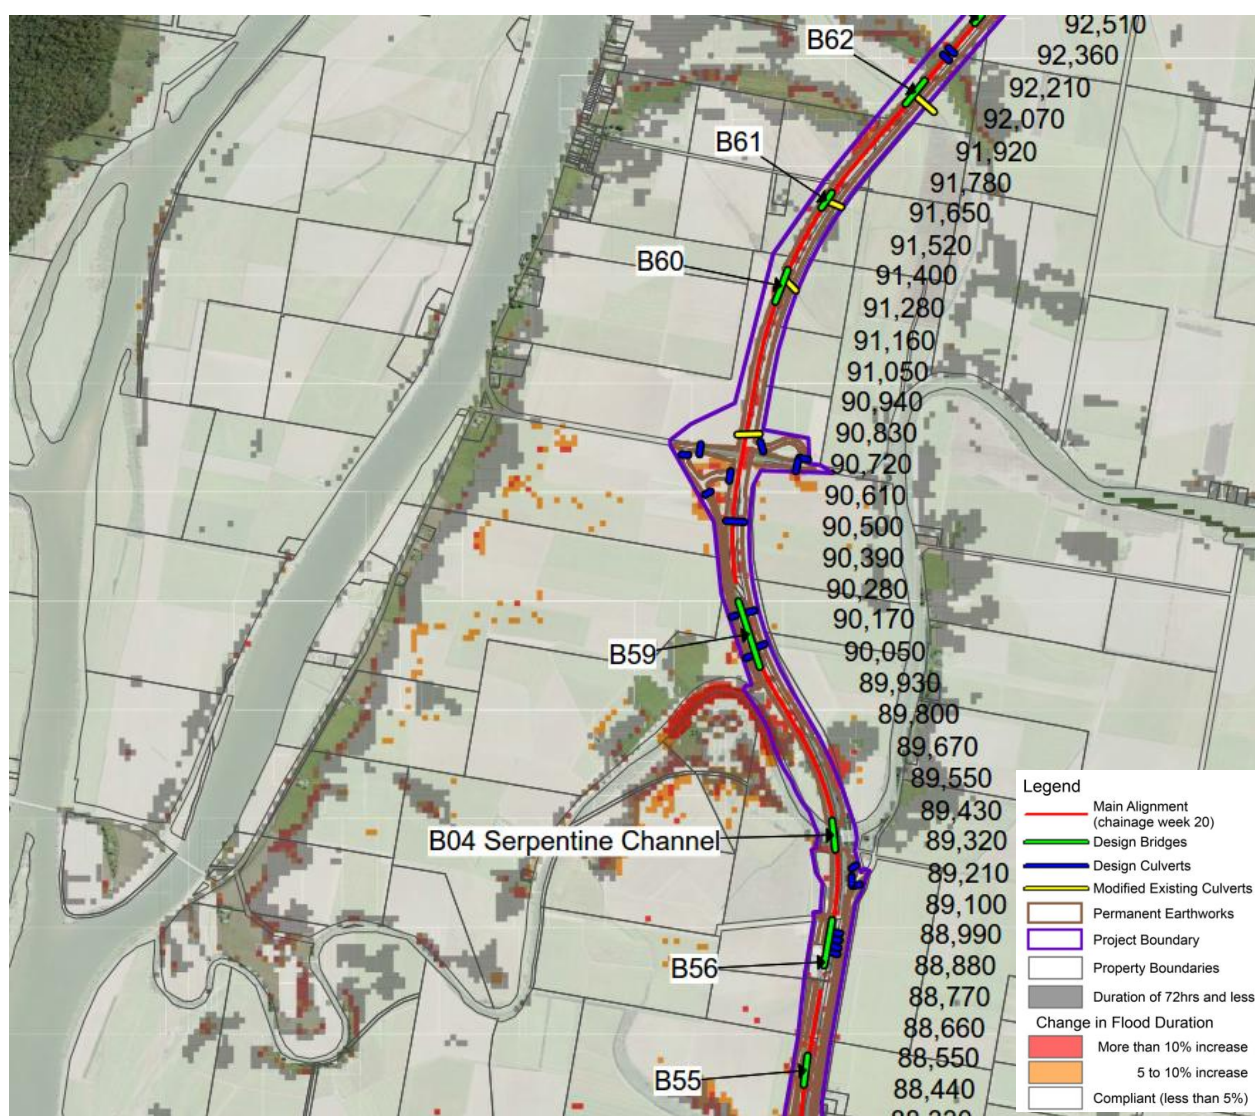 92,510
B62
92,360
92,210
92,070
B61
91,920
91,780
91,650
91,520
B60
91,400
91,280
91,160
91,050
90,940
90,830
90,720
90,610
90,500
90,390
90,280
90,170
B59
90,050
89,930
89,800
89,670
89,550
89,430
B04 Serpentine Channel
89,320
89,210
89,100
88,990
B56
88,880
88,770
88,660
88,550
B55
88,440
Legend
Main Alignment
(chainage week 20)
Design Bridges
Design Culverts
Modified Existing Culverts
Permanent Earthworks
Project Boundary
Property Boundaries
Duration of 72hrs and less
Change in Flood Duration
More than 10% increase
5 to 10% increase
Compliant (less than 5%)